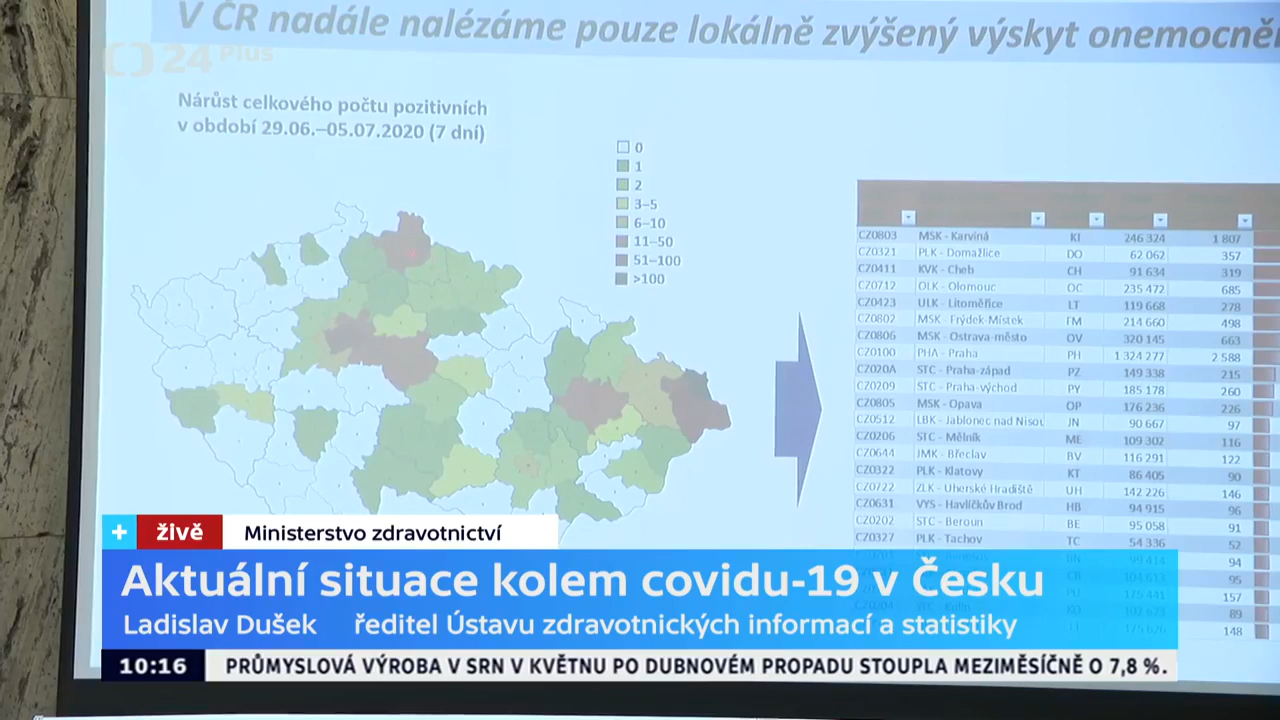 V ČR nadále nalézáme pouze lokálně zvýšený výskyt onemocněn
24 Plus
Nárůst celkového počtu pozitivních
v období 29.06.–05.07.2020 (7 dní)
0
1
2
3–5
6–10
11–50
51–100
>100
CZ0803 MSK - Karviná KI 246 324 1 807
CZ0321 PLK - Domažlice DO 62 062 357
CZ0411 KVK - Cheb CH 91 634 319
CZ0712 OLK - Olomouc OC 235 472 685
CZ0423 ULK - Litoměřice LT 119 668 278
CZ0802 MSK - Frýdek-Místek FM 214 660 498
CZ0806 MSK - Ostrava-město OV 320 145 663
CZ0100 PHA - Praha PH 1 324 277 2 588
CZ020A STC - Praha-západ PZ 149 338 215
CZ0209 STC - Praha-východ PY 185 178 260
CZ0805 MSK - Opava OP 176 236 226
CZ0512 LBK - Jablonec nad Nisou JN 90 667 97
CZ0206 STC - Mělník ME 109 302 116
CZ0644 JMK - Břeclav BV 116 291 122
CZ0322 PLK - Klatovy KT 86 405 90
CZ0722 ZLK - Uherské Hradiště UH 142 226 146
CZ0631 VYS - Havlíčkův Brod HB 94 915 96
CZ0202 STC - Beroun BE 95 058 91
CZ0327 PLK - Tachov TC 54 336 52
94
95
157
89
148
+ živě Ministerstvo zdravotnictví
Aktuální situace kolem covidu-19 v Česku
Ladislav Dušek ředitel Ústavu zdravotnických informací a statistiky
10:16 PRŮMYSLOVÁ VÝROBA V SRN V KVĚTNU PO DUBNOVÉM PROPADU STOUPLA MEZIMĚSÍČNĚ O 7,8 %.